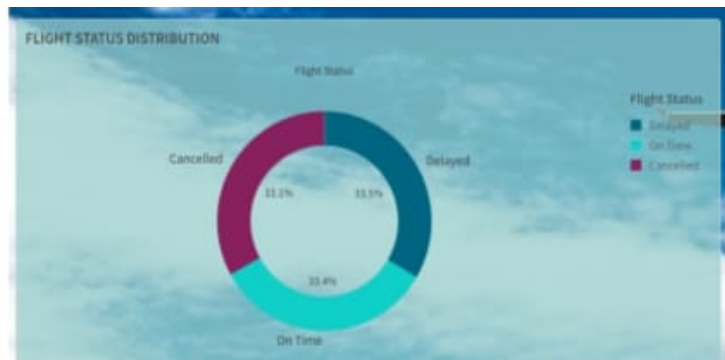 FLIGHT STATUS DISTRIBUTION
Flight Status
Flight Status
Delayed
On Time
Cancelled
Cancelled
Delayed
33.1%
33.5%
33.4%
On Time